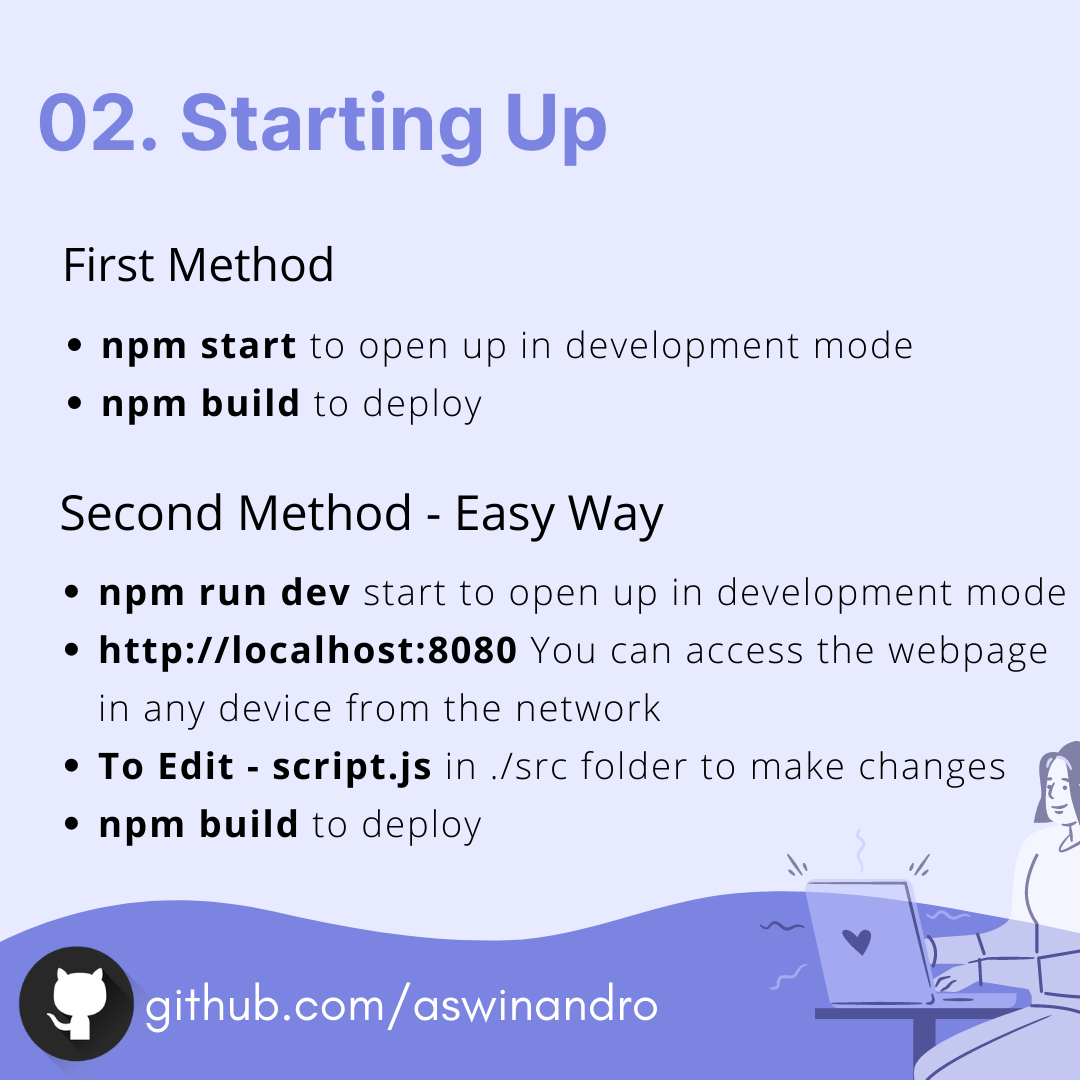 02. Starting Up
First Method
• npm start to open up in development mode
• npm build to deploy
Second Method - Easy Way
• npm run dev start to open up in development mode
• http://localhost:8080 You can access the webpage
in any device from the network
• To Edit - script.js in ./src folder to make changes
• npm build to deploy
github.com/aswinandro